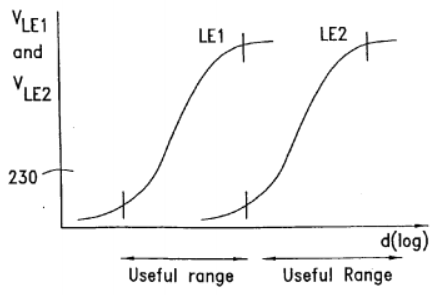 V_LE1
and
V_LE2
LE1
LE2
230
d(log)
Useful range
Useful Range